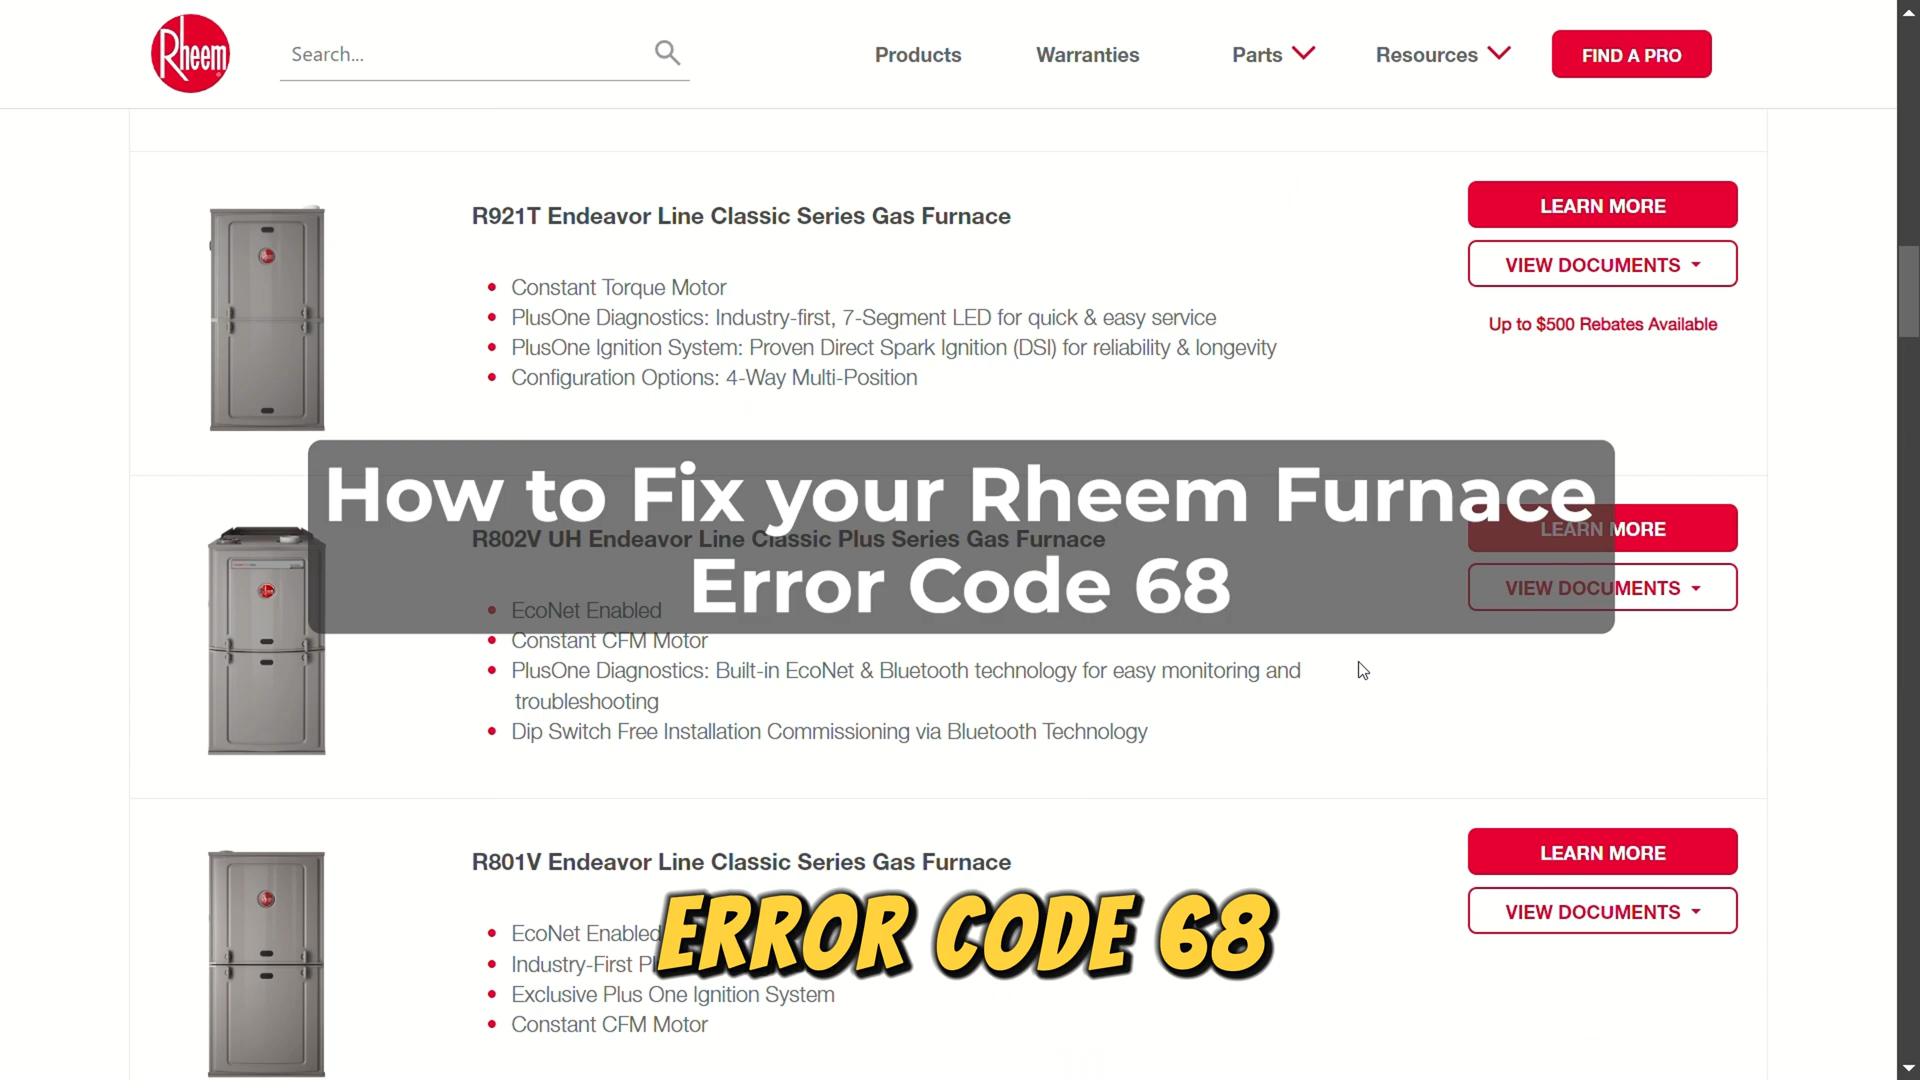 Rheem
Search...
Products
Warranties
Parts
Resources
FIND A PRO
R921T Endeavor Line Classic Series Gas Furnace
Constant Torque Motor
PlusOne Diagnostics: Industry-first, 7-Segment LED for quick & easy service
PlusOne Ignition System: Proven Direct Spark Ignition (DSI) for reliability & longevity
Configuration Options: 4-Way Multi-Position
LEARN MORE
VIEW DOCUMENTS
Up to $500 Rebates Available
How to Fix your Rheem Furnace
Error Code 68
R802V UH Endeavor Line Classic Plus Series Gas Furnace
EcoNet Enabled
Constant CFM Motor
PlusOne Diagnostics: Built-in EcoNet & Bluetooth technology for easy monitoring and
troubleshooting
Dip Switch Free Installation Commissioning via Bluetooth Technology
LEARN MORE
VIEW DOCUMENTS
R801V Endeavor Line Classic Series Gas Furnace
EcoNet Enabled
Industry-First
Exclusive Plus One Ignition System
Constant CFM Motor
LEARN MORE
VIEW DOCUMENTS
ERROR CODE 68